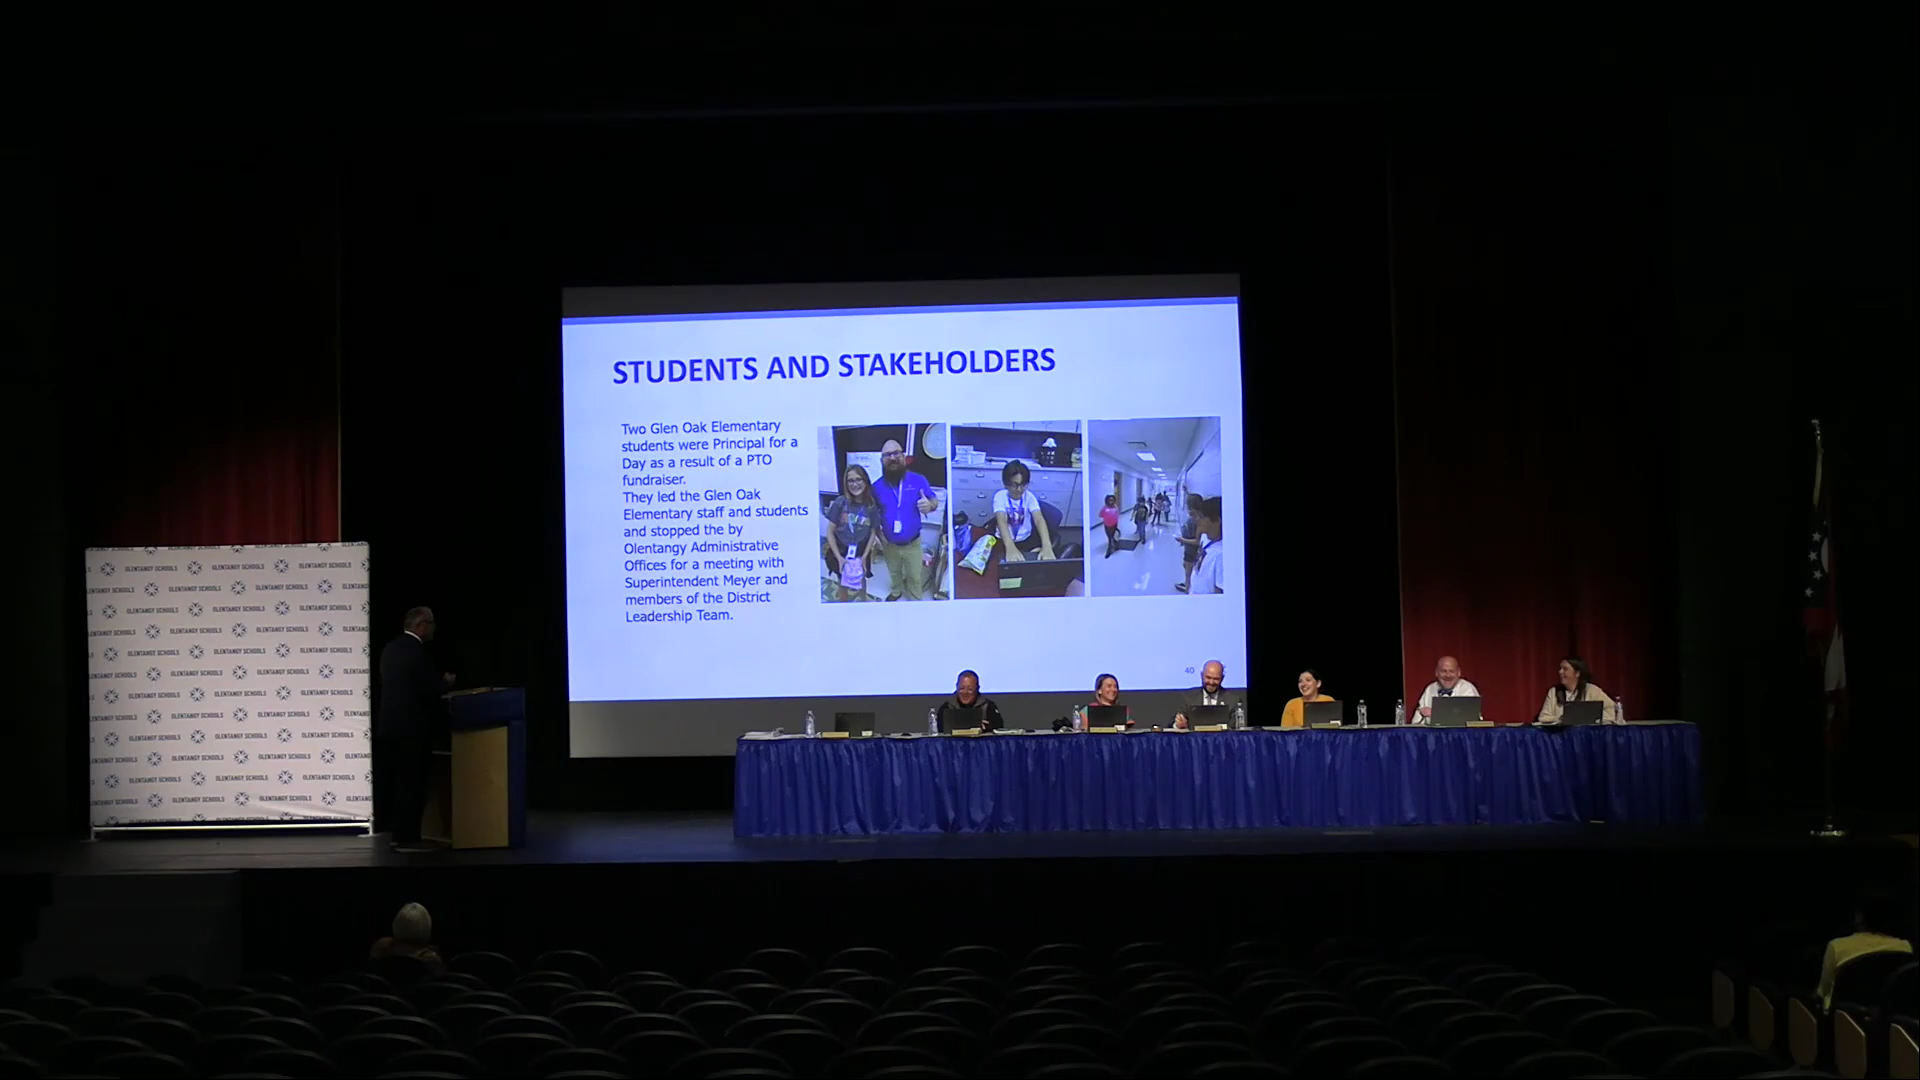 STUDENTS AND STAKEHOLDERS
Two Glen Oak Elementary
students were Principal for a
Day as a result of a PTO
fundraiser.
They led the Glen Oak
Elementary staff and students
and stopped the by
Olentangy Administrative
Offices for a meeting with
Superintendent Meyer and
members of the District
Leadership Team.
40
OLENTANGY SCHOOLS